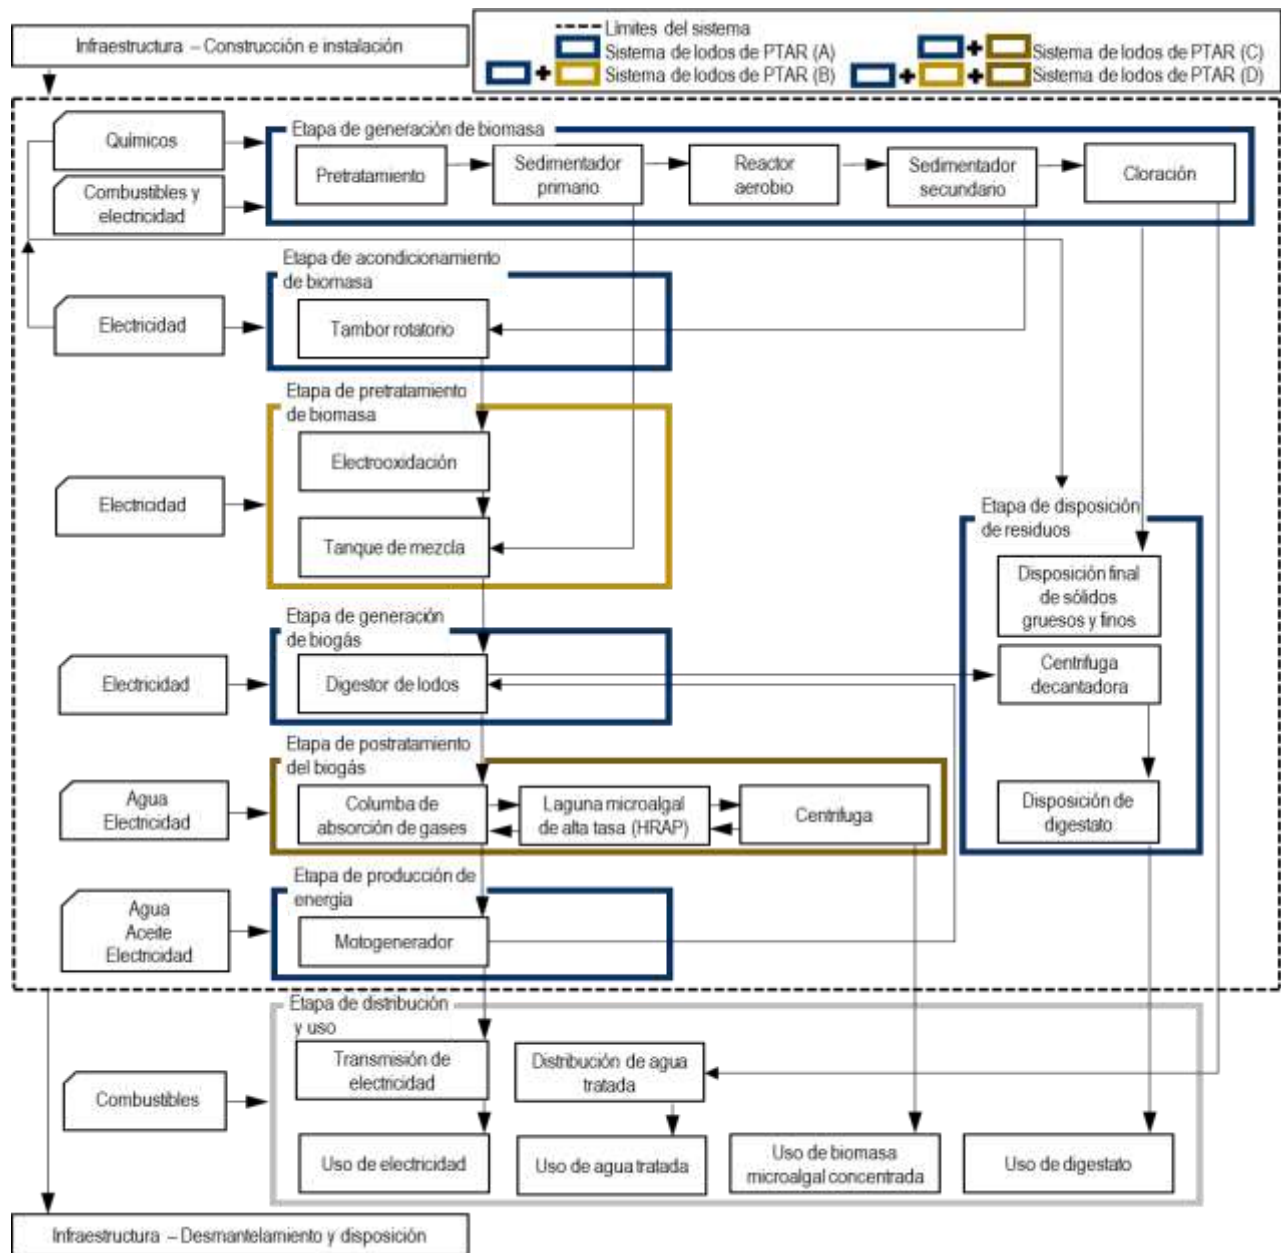 Infraestructura – Construcción e instalación
Límites del sistema
Sistema de lodos de PTAR (A)
Sistema de lodos de PTAR (B)
Sistema de lodos de PTAR (C)
Sistema de lodos de PTAR (D)
Químicos
Combustibles y
electricidad
Etapa de generación de biomasa
Pretratamiento
Sedimentador
primario
Reactor
aerobio
Sedimentador
secundario
Cloración
Etapa de acondicionamiento
de biomasa
Electricidad
Tambor rotatorio
Etapa de pretratamiento
de biomasa
Electrooxidación
Electricidad
Tanque de mezcla
Etapa de disposición
de residuos
Disposición final
de sólidos
gruesos y finos
Etapa de generación
de biogás
Electricidad
Digestor de lodos
Centrifuga
decantadora
Etapa de postratamiento
del biogás
Agua
Electricidad
Columba de
absorción de gases
Laguna microalgal
de alta tasa (HRAP)
Centrifuga
Disposición de
digestato
Etapa de producción de
energía
Agua
Aceite
Electricidad
Motogenerador
Etapa de distribución
y uso
Combustibles
Transmisión de
electricidad
Distribución de agua
tratada
Uso de electricidad
Uso de agua tratada
Uso de biomasa
microalgal concentrada
Uso de digestato
Infraestructura – Desmantelamiento y disposición